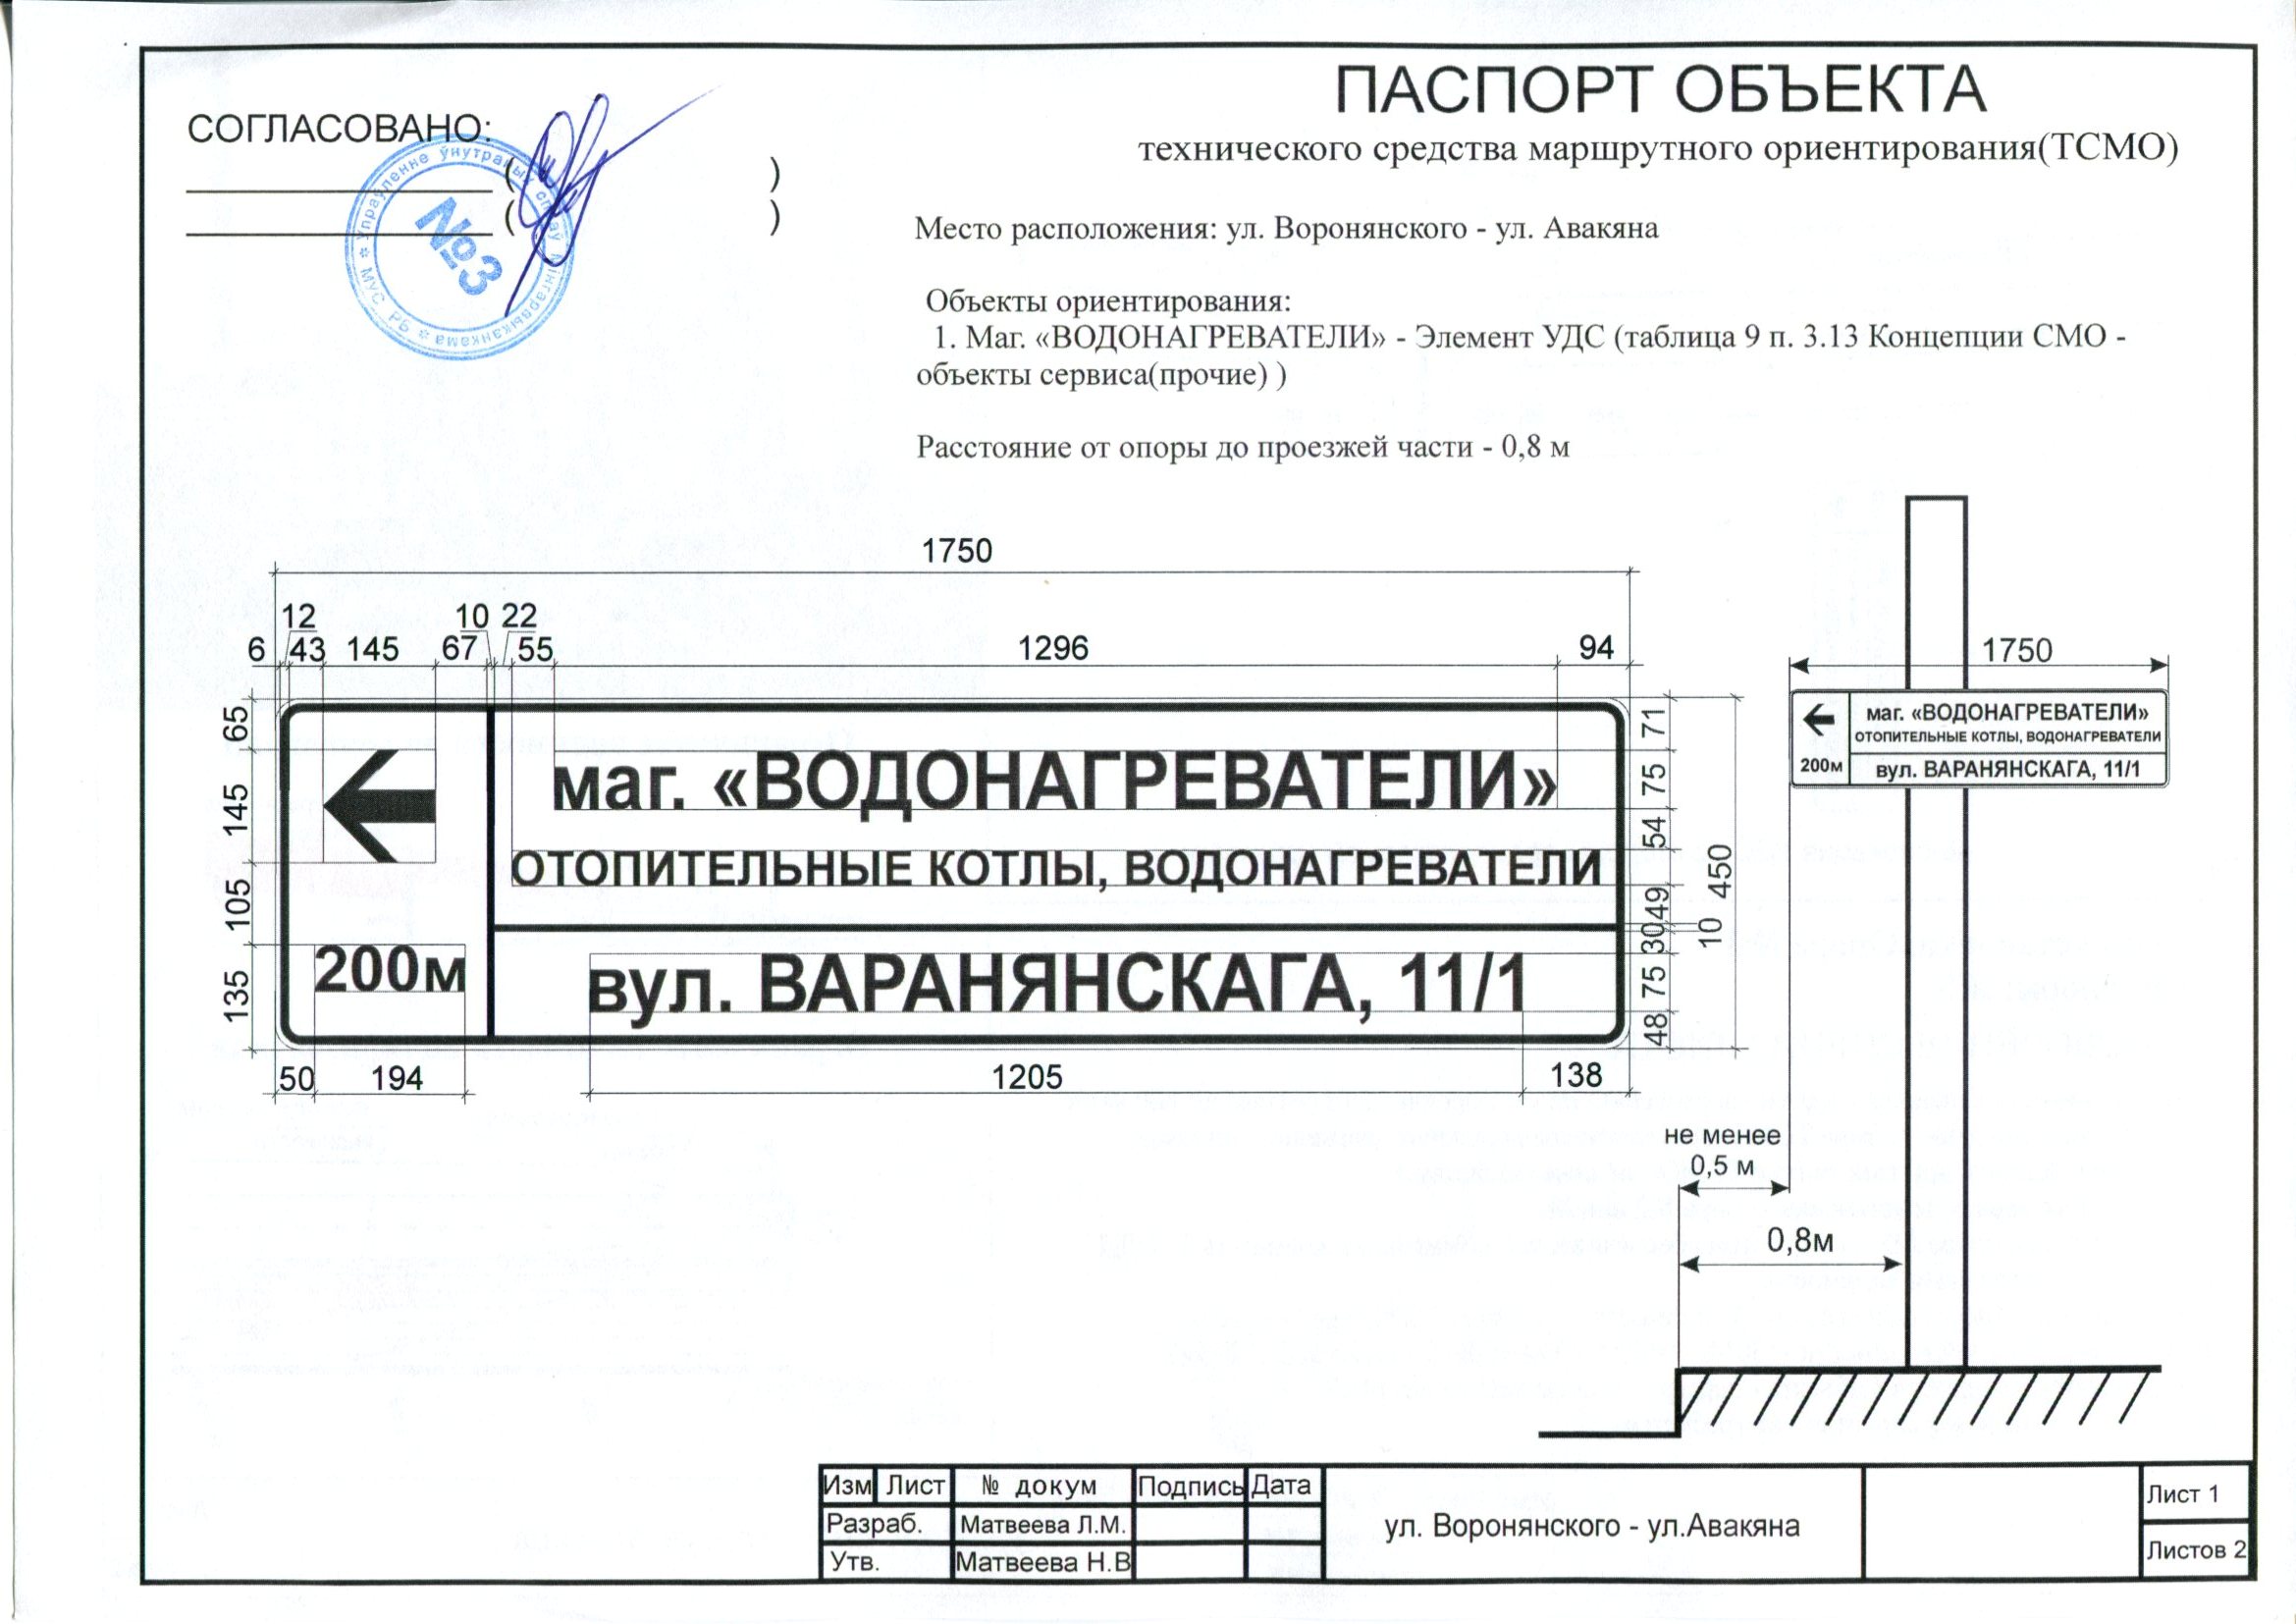 ПАСПОРТ ОБЪЕКТА
технического средства маршрутного ориентирования(ТСМО)
СОГЛАСОВАНО:
( )
( )
Упраўленне ўнутраных спраў Мінгарвыканкама * МУС РБ *
№3
Место расположения: ул. Воронянского - ул. Авакяна
Объекты ориентирования:
1. Маг. «ВОДОНАГРЕВАТЕЛИ» - Элемент УДС (таблица 9 п. 3.13 Концепции СМО -
объекты сервиса(прочие) )
Расстояние от опоры до проезжей части - 0,8 м
1750
12 10 22
6 43 145 67 55 1296 94
65
145
105
135
маг. «ВОДОНАГРЕВАТЕЛИ»
ОТОПИТЕЛЬНЫЕ КОТЛЫ, ВОДОНАГРЕВАТЕЛИ
200м
вул. ВАРАНЯНСКАГА, 11/1
71
75
54
49
30
75
48
450
10
50 194 1205 138
1750
маг. «ВОДОНАГРЕВАТЕЛИ»
ОТОПИТЕЛЬНЫЕ КОТЛЫ, ВОДОНАГРЕВАТЕЛИ
200м
вул. ВАРАНЯНСКАГА, 11/1
не менее
0,5 м
0,8м
Изм Лист № докум Подпись Дата
Разраб. Матвеева Л.М.
Утв. Матвеева Н.В
ул. Воронянского - ул.Авакяна
Лист 1
Листов 2